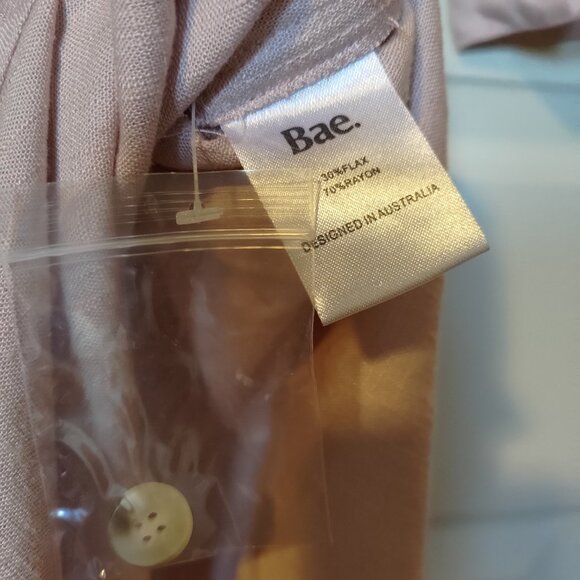 Bae.
30%FLAX
70%RAYON
DESIGNED IN AUSTRALIA